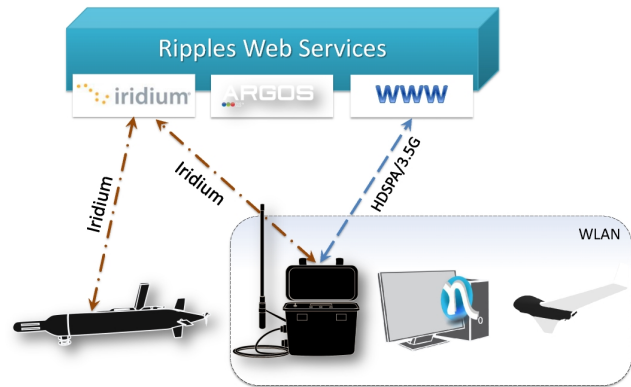 Ripples Web Services
iridium
ARGOS
WWW
Iridium
Iridium
HDSPA/3.5G
WLAN